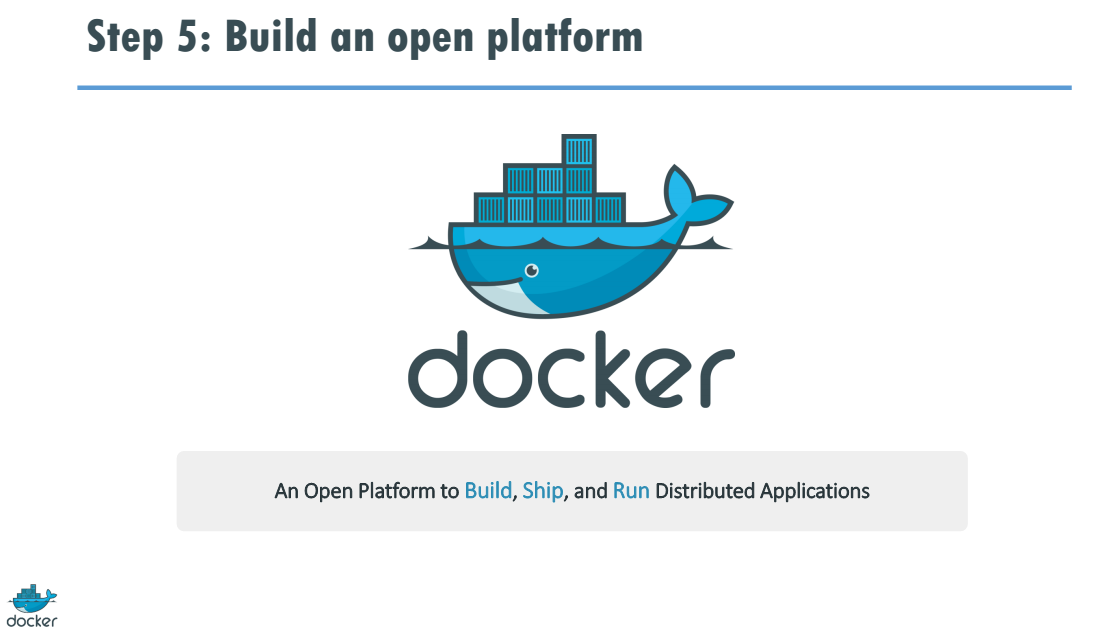 Step 5: Build an open platform
docker
An Open Platform to Build, Ship, and Run Distributed Applications
docker